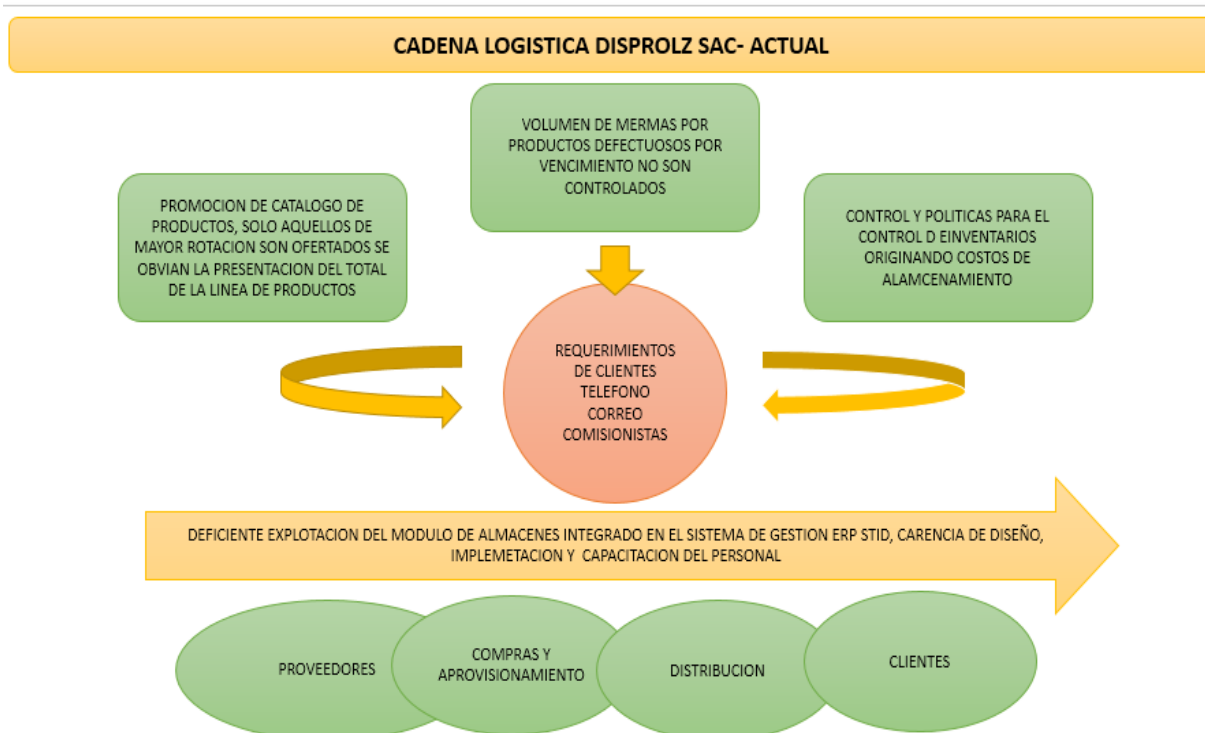 CADENA LOGISTICA DISPROLZ SAC- ACTUAL
VOLUMEN DE MERMAS POR
PRODUCTOS DEFECTUOSOS POR
VENCIMIENTO NO SON
CONTROLADOS
PROMOCION DE CATALOGO DE
PRODUCTOS, SOLO AQUELLOS DE
MAYOR ROTACION SON OFERTADOS SE
OBVIAN LA PRESENTACION DEL TOTAL
DE LA LINEA DE PRODUCTOS
CONTROL Y POLITICAS PARA EL
CONTROL D EINVENTARIOS
ORIGINANDO COSTOS DE
ALAMCENAMIENTO
REQUERIMIENTOS
DE CLIENTES
TELEFONO
CORREO
COMISIONISTAS
DEFICIENTE EXPLOTACION DEL MODULO DE ALMACENES INTEGRADO EN EL SISTEMA DE GESTION ERP STID, CARENCIA DE DISEÑO,
IMPLEMETACION Y CAPACITACION DEL PERSONAL
PROVEEDORES
COMPRAS Y
APROVISIONAMIENTO
DISTRIBUCION
CLIENTES